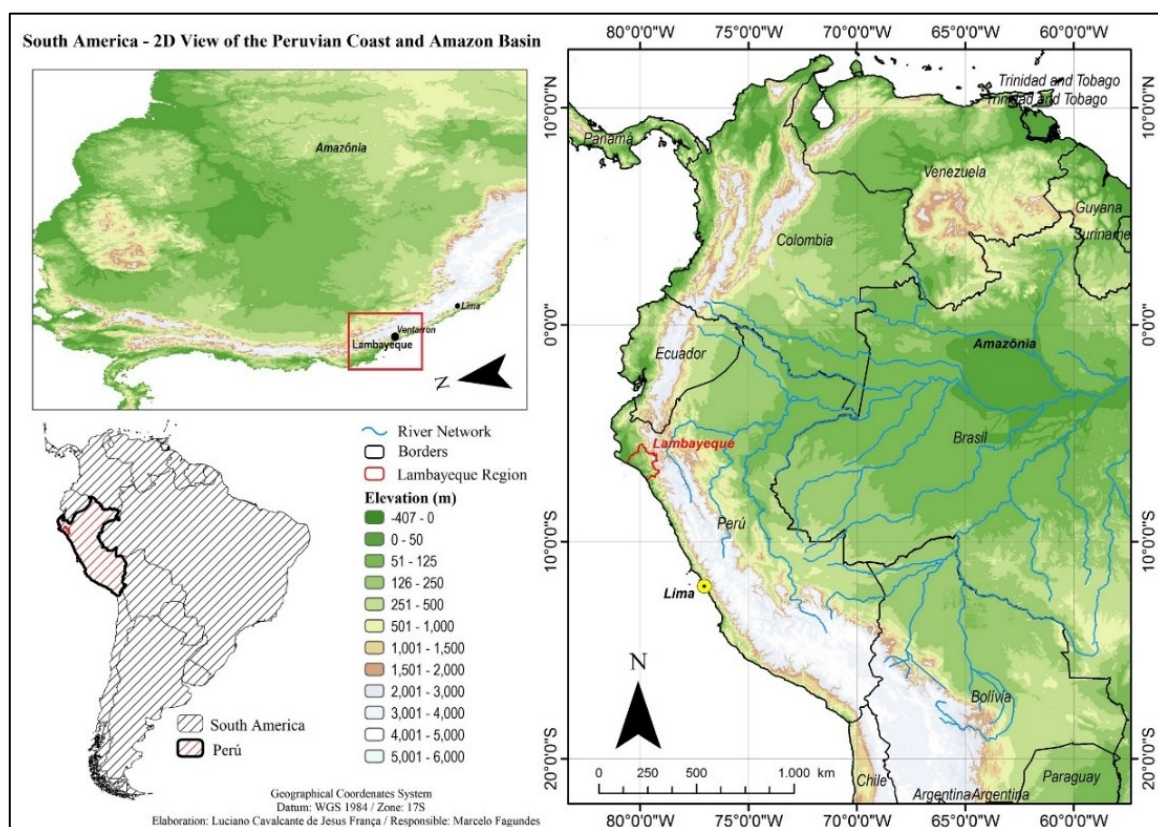 South America - 2D View of the Peruvian Coast and Amazon Basin
Amazônia
Lima
Ventarron
Lambayeque
N
River Network
Borders
Lambayeque Region
Elevation (m)
-407 - 0
0 - 50
51 - 125
126 - 250
251 - 500
501 - 1,000
1,001 - 1,500
1,501 - 2,000
2,001 - 3,000
3,001 - 4,000
4,001 - 5,000
5,001 - 6,000
South America
Perú
Geographical Coordenates System
Datum: WGS 1984 / Zone: 17S
Elaboration: Luciano Cavalcante de Jesus França / Responsible: Marcelo Fagundes
80°0'0"W 75°0'0"W 70°0'0"W 65°0'0"W 60°0'0"W
10°0'0"N
0°0'0"
10°0'0"S
20°0'0"S
Trinidad and Tobago
Trinidad and Tobago
Panama
Venezuela
Guyana
Suriname
Colombia
Ecuador
Amazônia
Lambayeque
Brasil
Perú
Lima
Bolívia
N
0 250 500 1.000 km
Chile
Paraguay
ArgentinaArgentina
10°0'0"N
0°0'0"
10°0'0"S
20°0'0"S
80°0'0"W 75°0'0"W 70°0'0"W 65°0'0"W 60°0'0"W